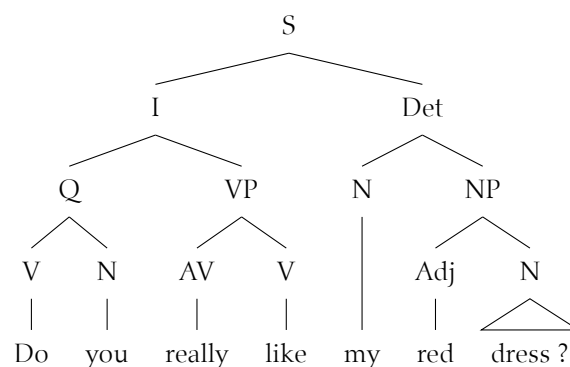 S
I Det
Q VP N NP
V N AV V Adj N
Do you really like my red dress ?